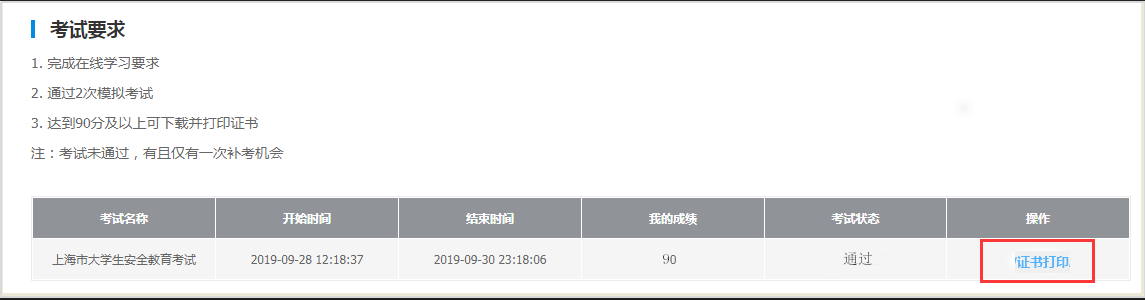 考试要求
1. 完成在线学习要求
2. 通过2次模拟考试
3. 达到90分及以上可下载并打印证书
注：考试未通过，有且仅有一次补考机会
考试名称 开始时间 结束时间 我的成绩 考试状态 操作
上海市大学生安全教育考试 2019-09-28 12:18:37 2019-09-30 23:18:06 90 通过 证书打印